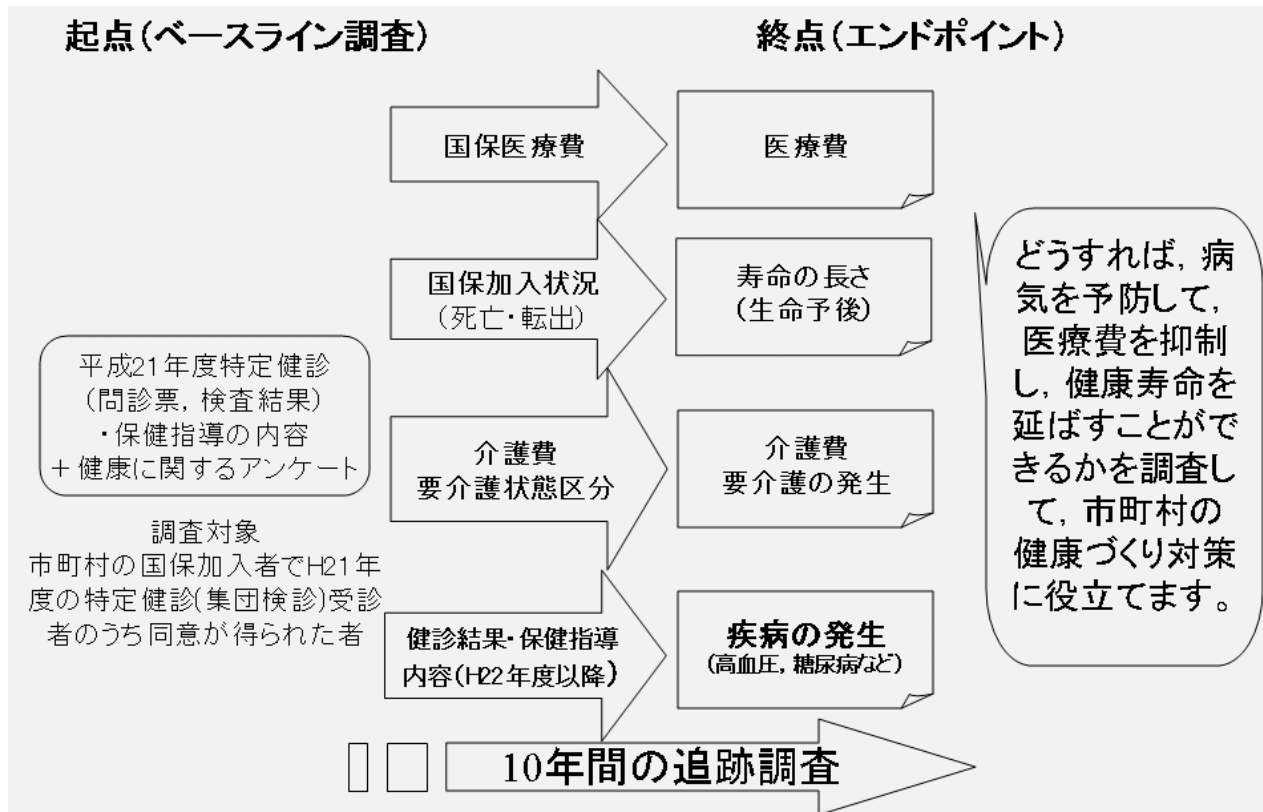 起点(ベースライン調査)
終点(エンドポイント)
国保医療費
医療費
国保加入状況
(死亡・転出)
寿命の長さ
(生命予後)
平成21年度特定健診
(問診票, 検査結果)
・保健指導の内容
+健康に関するアンケート
調査対象
市町村の国保加入者でH21年
度の特定健診(集団検診)受診
者のうち同意が得られた者
介護費
要介護状態区分
介護費
要介護の発生
健診結果・保健指導
内容(H22年度以降)
疾病の発生
(高血圧, 糖尿病など)
どうすれば, 病
気を予防して,
医療費を抑制
し, 健康寿命を
延ばすことがで
きるかを調査し
て, 市町村の
健康づくり対策
に役立てます。
10年間の追跡調査